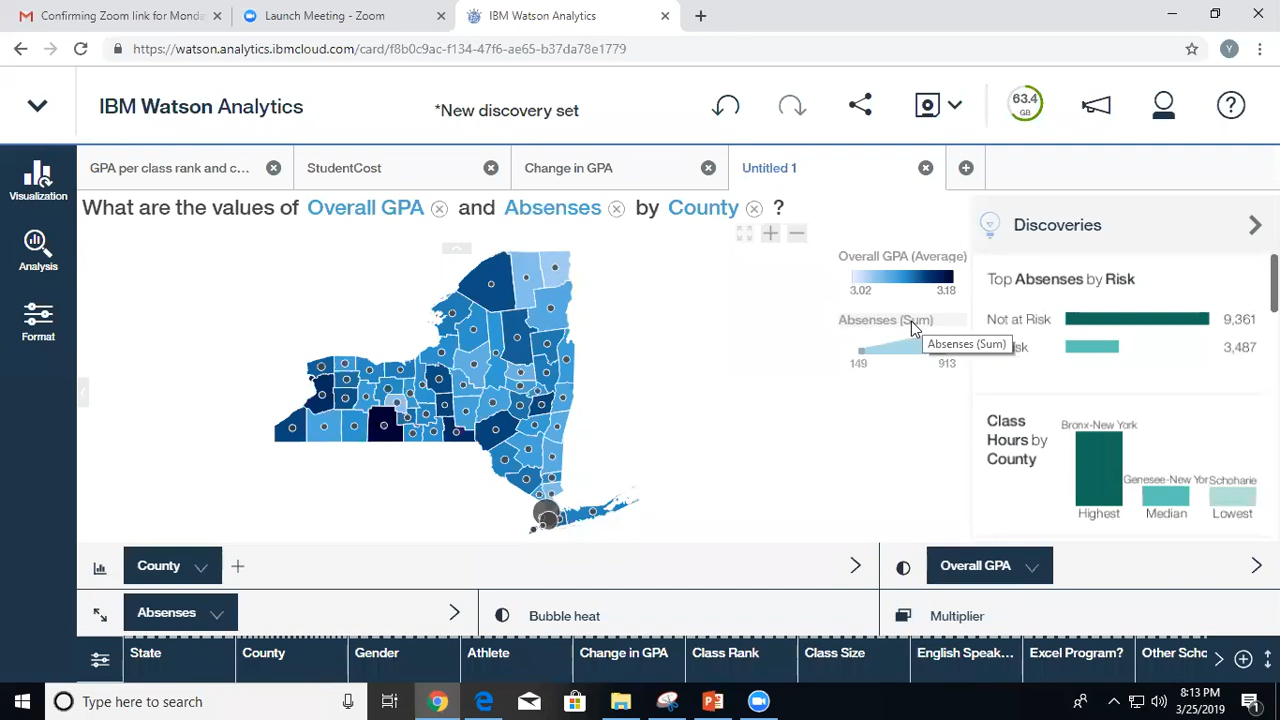 Confirming Zoom link for Monda
Launch Meeting - Zoom
IBM Watson Analytics
https://watson.analytics.ibmcloud.com/card/f8b0c9ac-f134-47f6-ae65-b37da78e1779
Y
IBM Watson Analytics
*New discovery set
63.4
GB
GPA per class rank and c...
StudentCost
Change in GPA
Untitled 1
Visualization
Analysis
Format
What are the values of Overall GPA and Absenses by County ?
Overall GPA (Average)
3.02 3.18
Absenses (Sum)
Absenses (Sum)
149 913
Discoveries
Top Absenses by Risk
Not at Risk 9,361
isk 3,487
Class
Hours by
County
Bronx-New York
Genesee-New Yor
Schoharie
Highest
Median
Lowest
County
Overall GPA
Absenses
Bubble heat
Multiplier
State
County
Gender
Athlete
Change in GPA
Class Rank
Class Size
English Speak...
Excel Program?
Other Scho
Type here to search
8:13 PM
3/25/2019
1